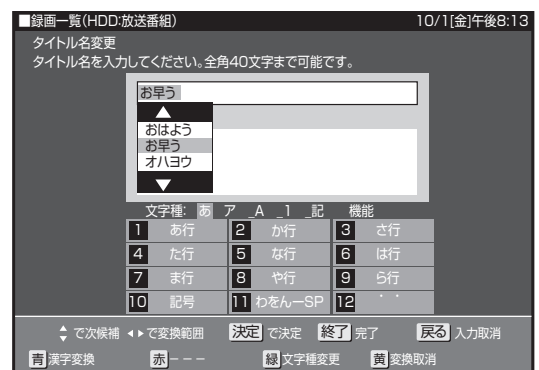 ■録画一覧(HDD:放送番組) 10/1[金]午後8:13
タイトル名変更
タイトル名を入力してください。全角40文字まで可能です。
お早う
▲
おはよう
お早う
オハヨウ
▼
文字種: あ ア _A _1 _記 機能
1 あ行 2 か行 3 さ行
4 た行 5 な行 6 は行
7 ま行 8 や行 9 ら行
10 記号 11 わをんーSP 12 ゛゜
で次候補 で変換範囲 決定 で決定 終了 完了 戻る 入力取消
青 漢字変換 赤 --- 緑 文字種変更 黄 変換取消